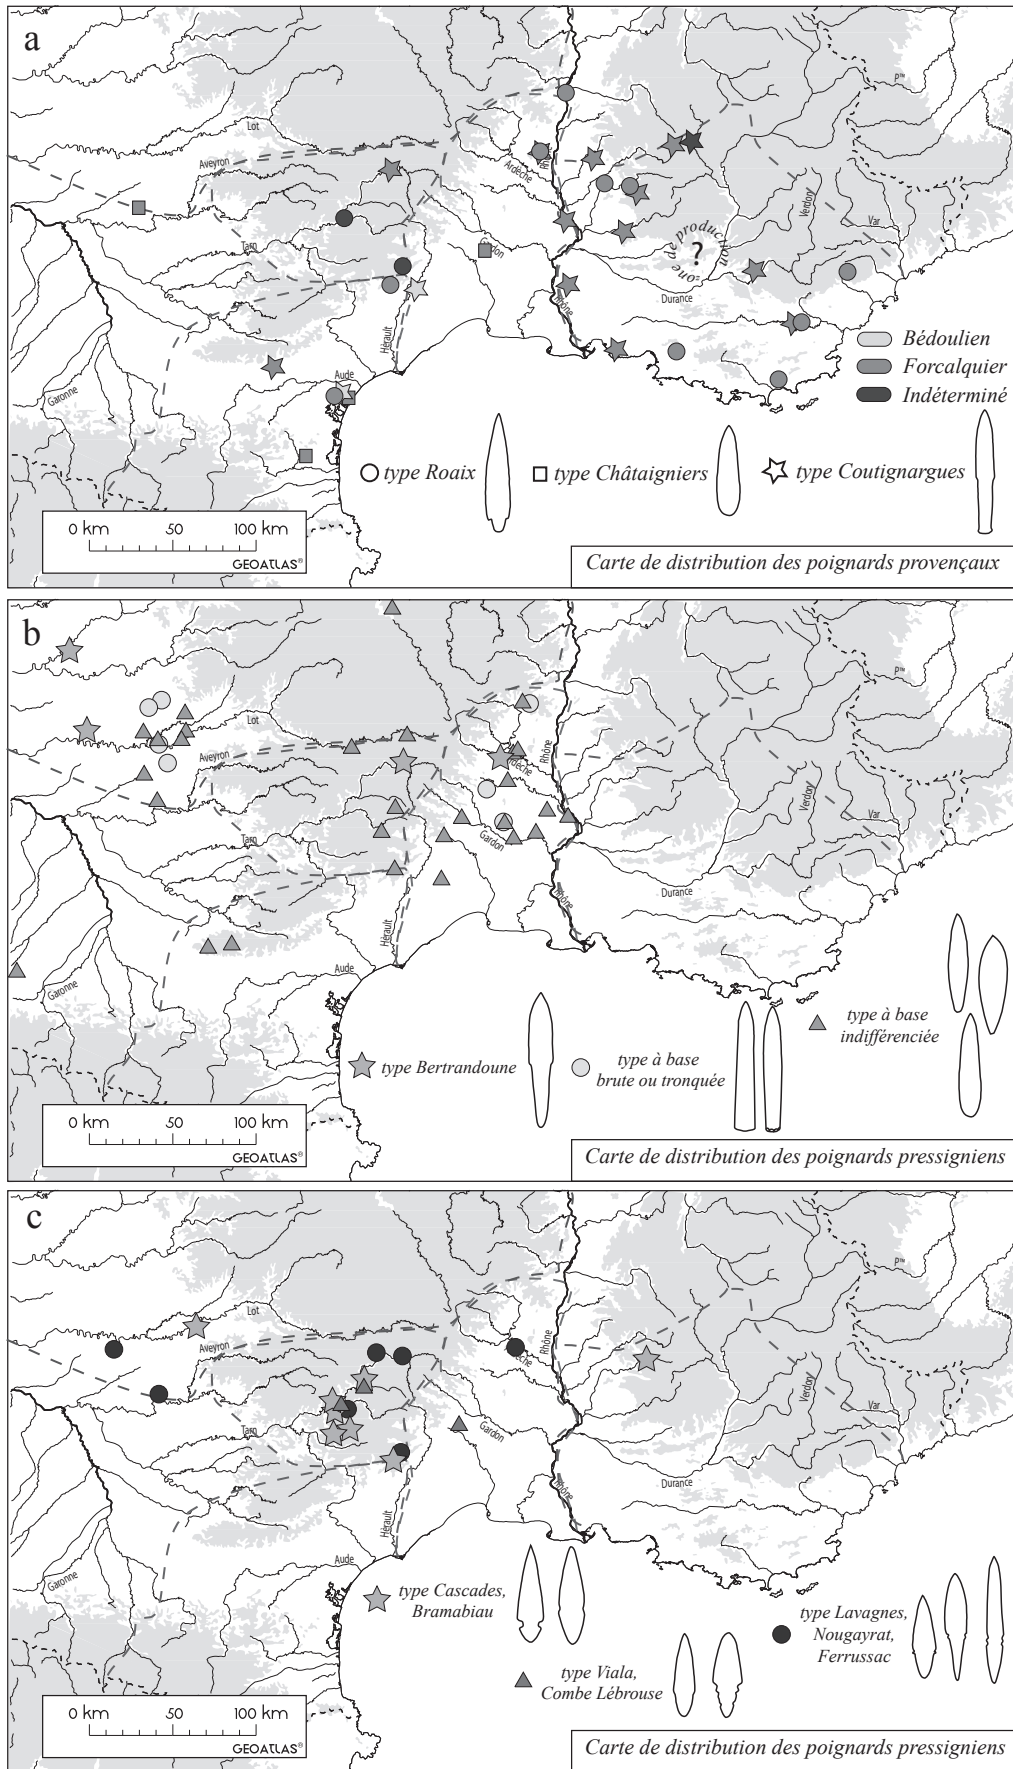 a
Lot
Aveyron
Ardèche
Rhône
Tarn
Gardon
Verdon
Var
zone de production
?
Durance
Rhône
Hérault
Aude
Garonne
Bédoulien
Forcalquier
Indéterminé
type Roaix
type Châtaigniers
type Coutignargues
0 km 50 100 km
GEOATLAS®
Carte de distribution des poignards provençaux
b
Lot
Aveyron
Rhône
Tarn
Gardon
Verdon
Var
Durance
Rhône
Hérault
Aude
Garonne
type à base
indifférenciée
type Bertrandoune
type à base
brute ou tronquée
0 km 50 100 km
GEOATLAS®
Carte de distribution des poignards pressigniens
c
Lot
Aveyron
Rhône
Tarn
Gardon
Verdon
Var
Durance
Rhône
Hérault
Aude
Garonne
type Cascades,
Bramabiau
type Lavagnes,
Nougayrat,
Ferrussac
type Viala,
Combe Lébrouse
0 km 50 100 km
GEOATLAS®
Carte de distribution des poignards pressigniens